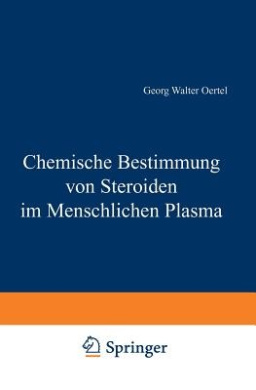 Georg Walter Oertel
Chemische Bestimmung
von Steroiden
im Menschlichen Plasma
Springer